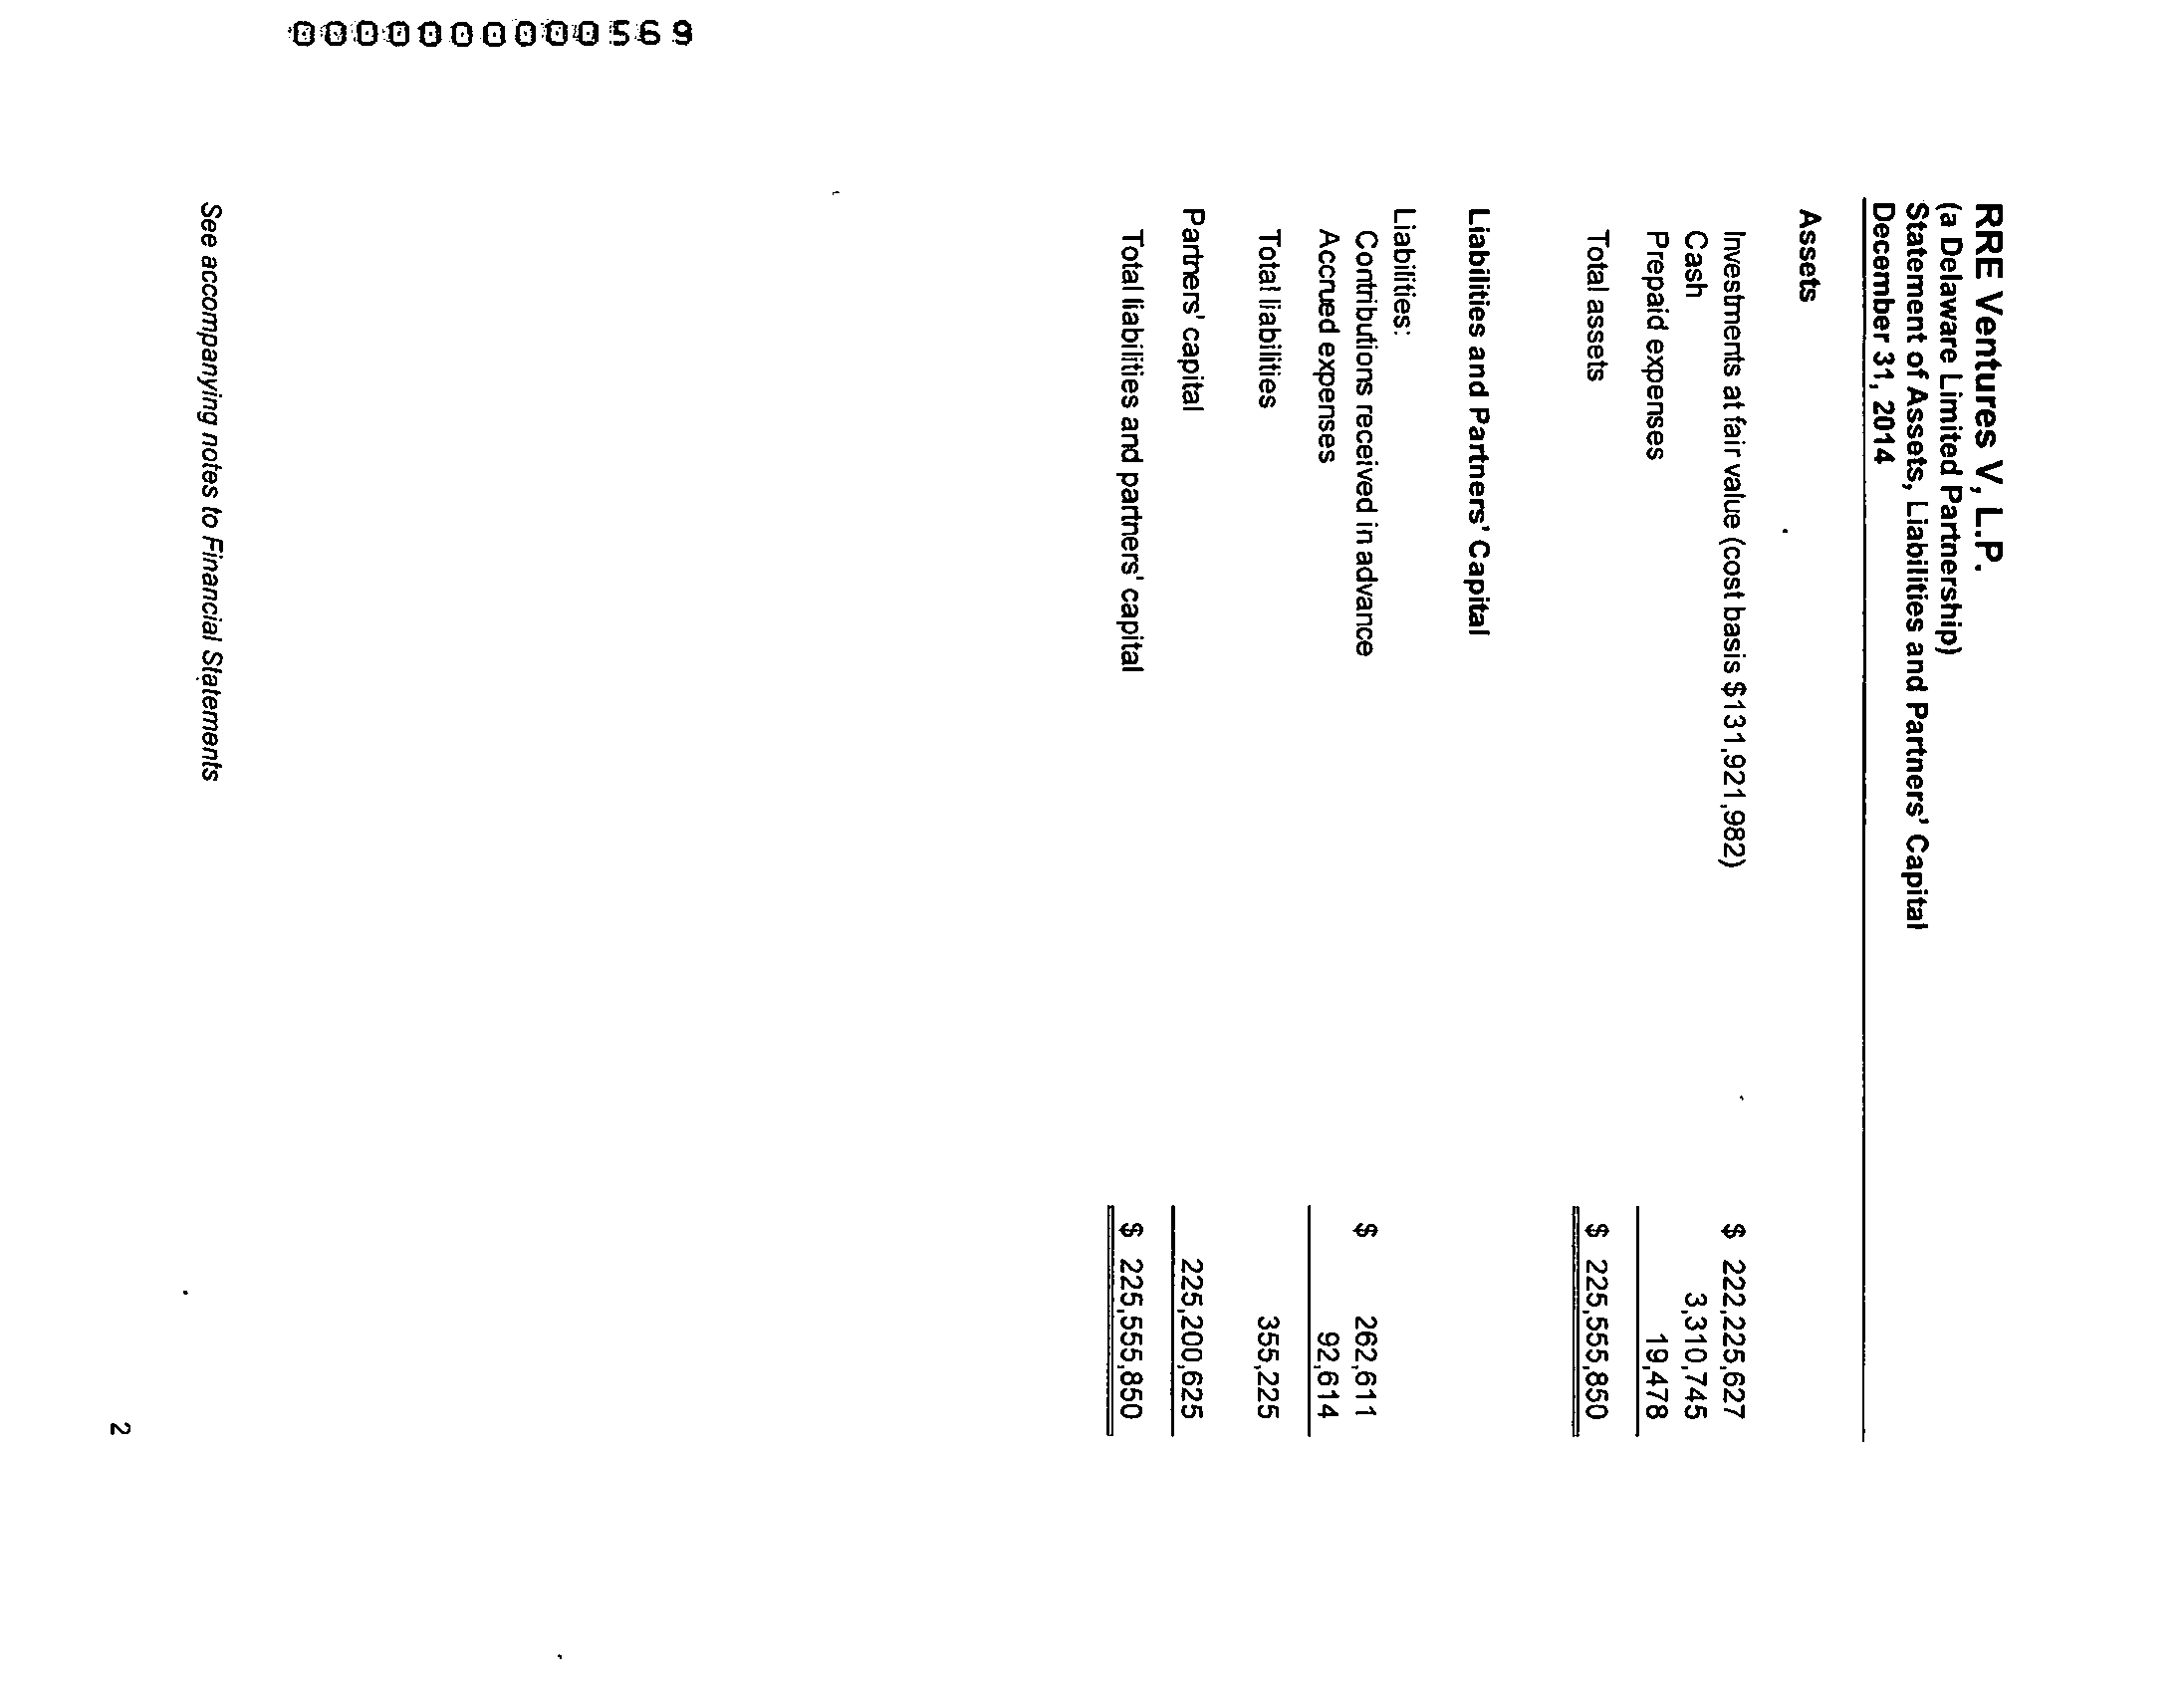 0000000000569
RRE Ventures V, L.P.
(a Delaware Limited Partnership)
Statement of Assets, Liabilities and Partners' Capital
December 31, 2014
Assets
Investments at fair value (cost basis $131,921,982) $ 222,225,627
Cash 3,310,745
Prepaid expenses 19,478
Total assets $ 225,555,850
Liabilities and Partners' Capital
Liabilities:
Contributions received in advance $ 262,611
Accrued expenses 92,614
Total liabilities 355,225
Partners' capital 225,200,625
Total liabilities and partners' capital $ 225,555,850
See accompanying notes to Financial Statements
2